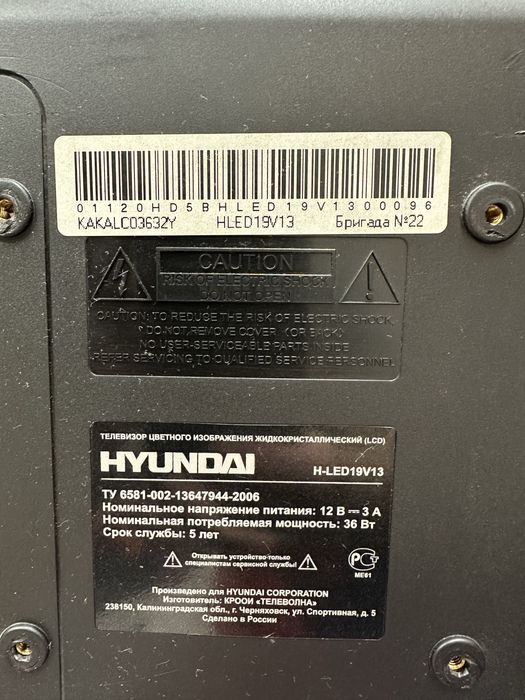 01120HD5BHLED19V1300096
KAKALC03632Y HLED19V13 Бригада №22
CAUTION
RISK OF ELECTRIC SHOCK
DO NOT OPEN
CAUTION: TO REDUCE THE RISK OF ELECTRIC SHOCK,
DO NOT REMOVE COVER (OR BACK)
NO USER-SERVICEABLE PARTS INSIDE
REFER SERVICING TO QUALIFIED SERVICE PERSONNEL
ТЕЛЕВИЗОР ЦВЕТНОГО ИЗОБРАЖЕНИЯ ЖИДКОКРИСТАЛЛИЧЕСКИЙ (LCD)
HYUNDAI H-LED19V13
ТУ 6581-002-13647944-2006
Номинальное напряжение питания: 12 В 3 А
Номинальная потребляемая мощность: 36 Вт
Срок службы: 5 лет
Открывать устройство только
специалистам сервисной службы!
РСТ
МЕ61
Произведено для HYUNDAI CORPORATION
Изготовитель: КРООИ «ТЕЛЕВОЛНА»
238150, Калининградская обл., г. Черняховск, ул. Спортивная, д. 5
Сделано в России